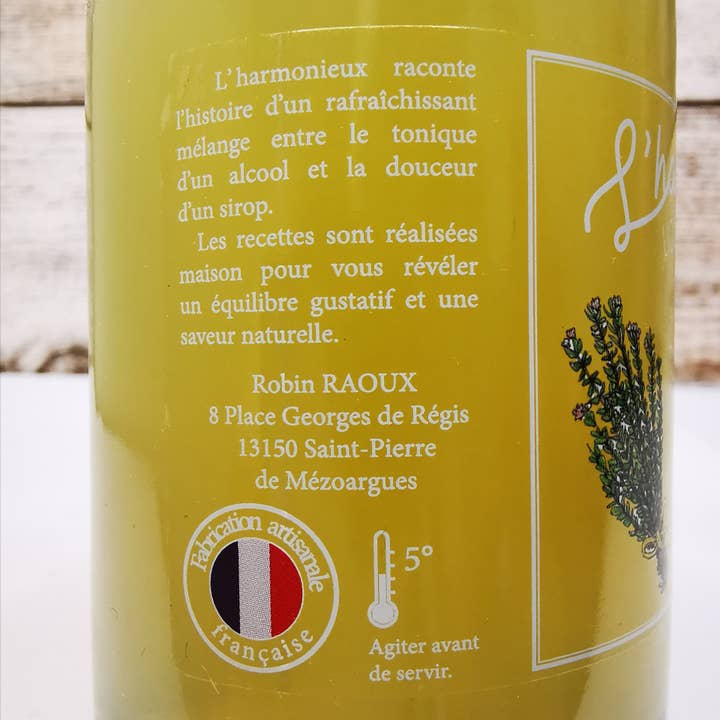 L'harmonieux raconte
l'histoire d'un rafraîchissant
mélange entre le tonique
d'un alcool et la douceur
d'un sirop.
Les recettes sont réalisées
maison pour vous révéler
un équilibre gustatif et une
saveur naturelle.
Robin RAOUX
8 Place Georges de Régis
13150 Saint-Pierre
de Mézoargues
Fabrication artisanale
française
5°
Agiter avant
de servir.